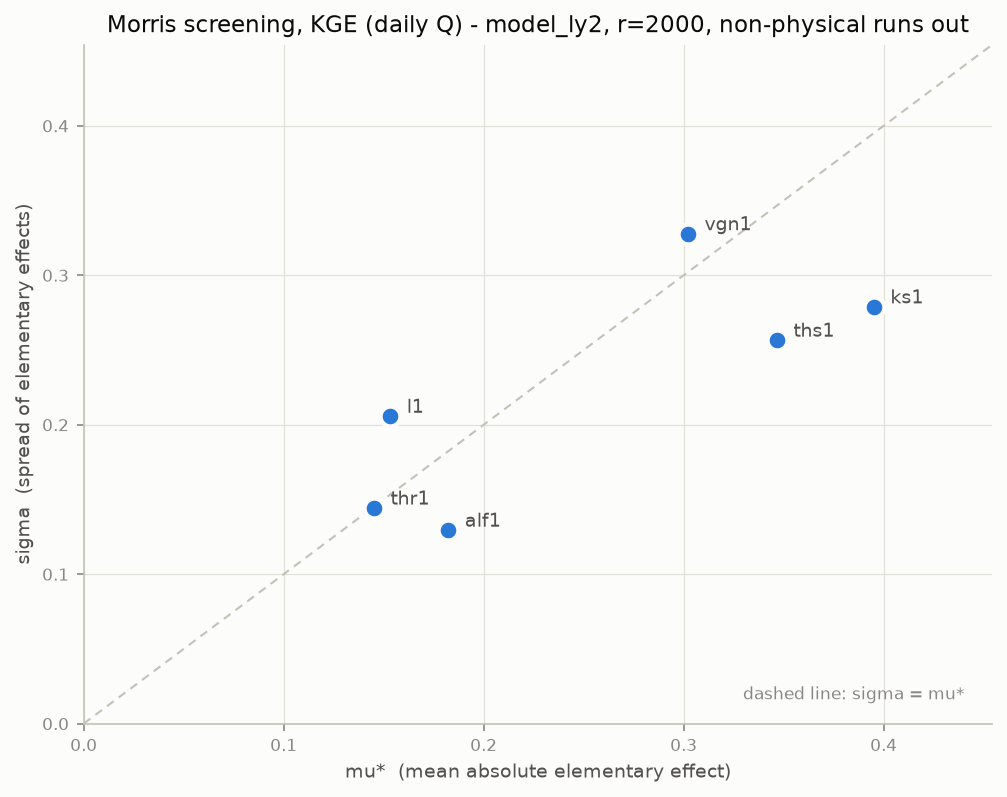 Morris screening, KGE (daily Q) - model_ly2, r=2000, non-physical runs out
sigma (spread of elementary effects)
0.4
0.3
0.2
0.1
0.0
vgn1
ks1
ths1
l1
thr1
alf1
dashed line: sigma = mu*
0.0 0.1 0.2 0.3 0.4
mu* (mean absolute elementary effect)